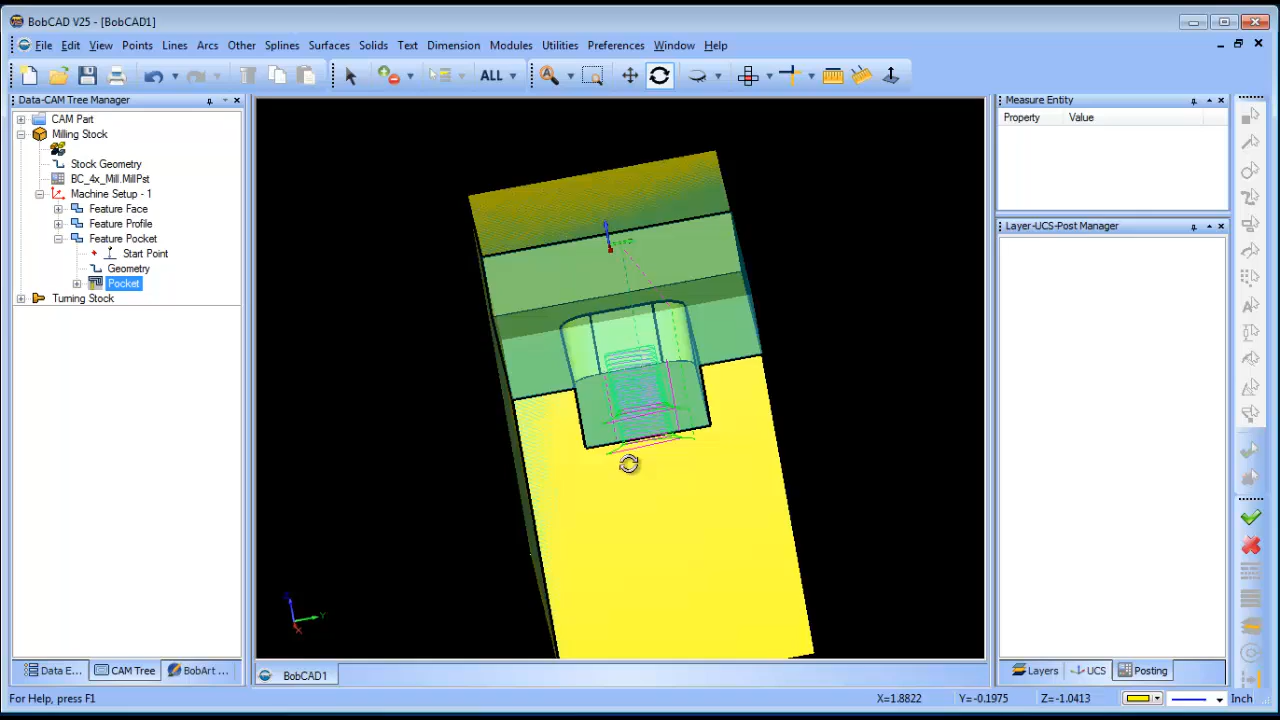 BobCAD V25 - [BobCAD1]
File Edit View Points Lines Arcs Other Splines Surfaces Solids Text Dimension Modules Utilities Preferences Window Help
ALL
Data-CAM Tree Manager
CAM Part
Milling Stock
Stock Geometry
BC_4x_Mill.MillPst
Machine Setup - 1
Feature Face
Feature Profile
Feature Pocket
Start Point
Geometry
Pocket
Turning Stock
Measure Entity
Property Value
Layer-UCS-Post Manager
Y
X
Data E... CAM Tree BobArt ...
BobCAD1
Layers UCS Posting
For Help, press F1
X=1.8822 Y=-0.1975 Z=-1.0413
Inch